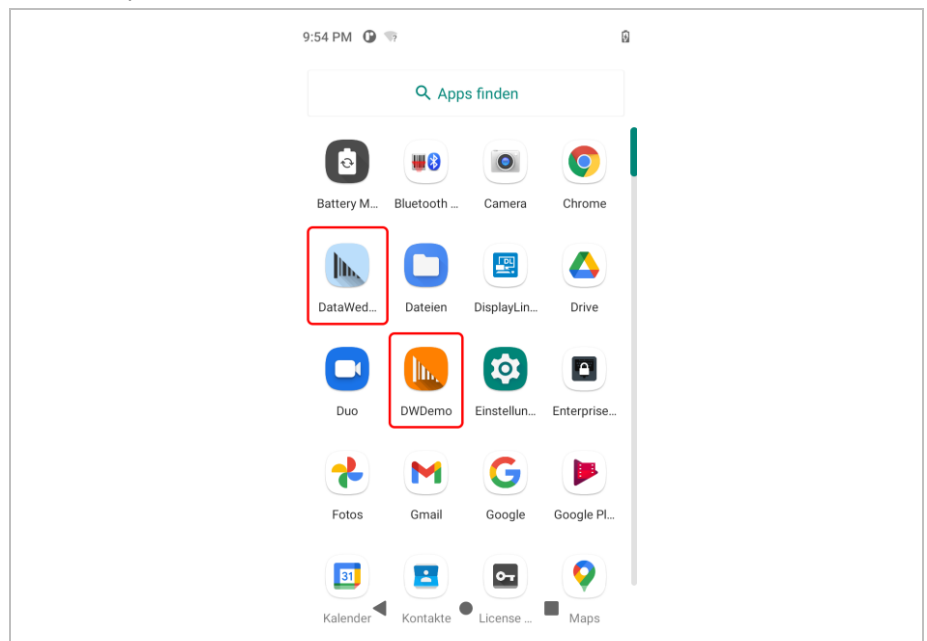 9:54 PM
Apps finden
Battery M... Bluetooth ... Camera Chrome
DataWed... Dateien DisplayLin... Drive
Duo DWDemo Einstellun... Enterprise...
Fotos Gmail Google Google Pl...
31
Kalender Kontakte License ... Maps